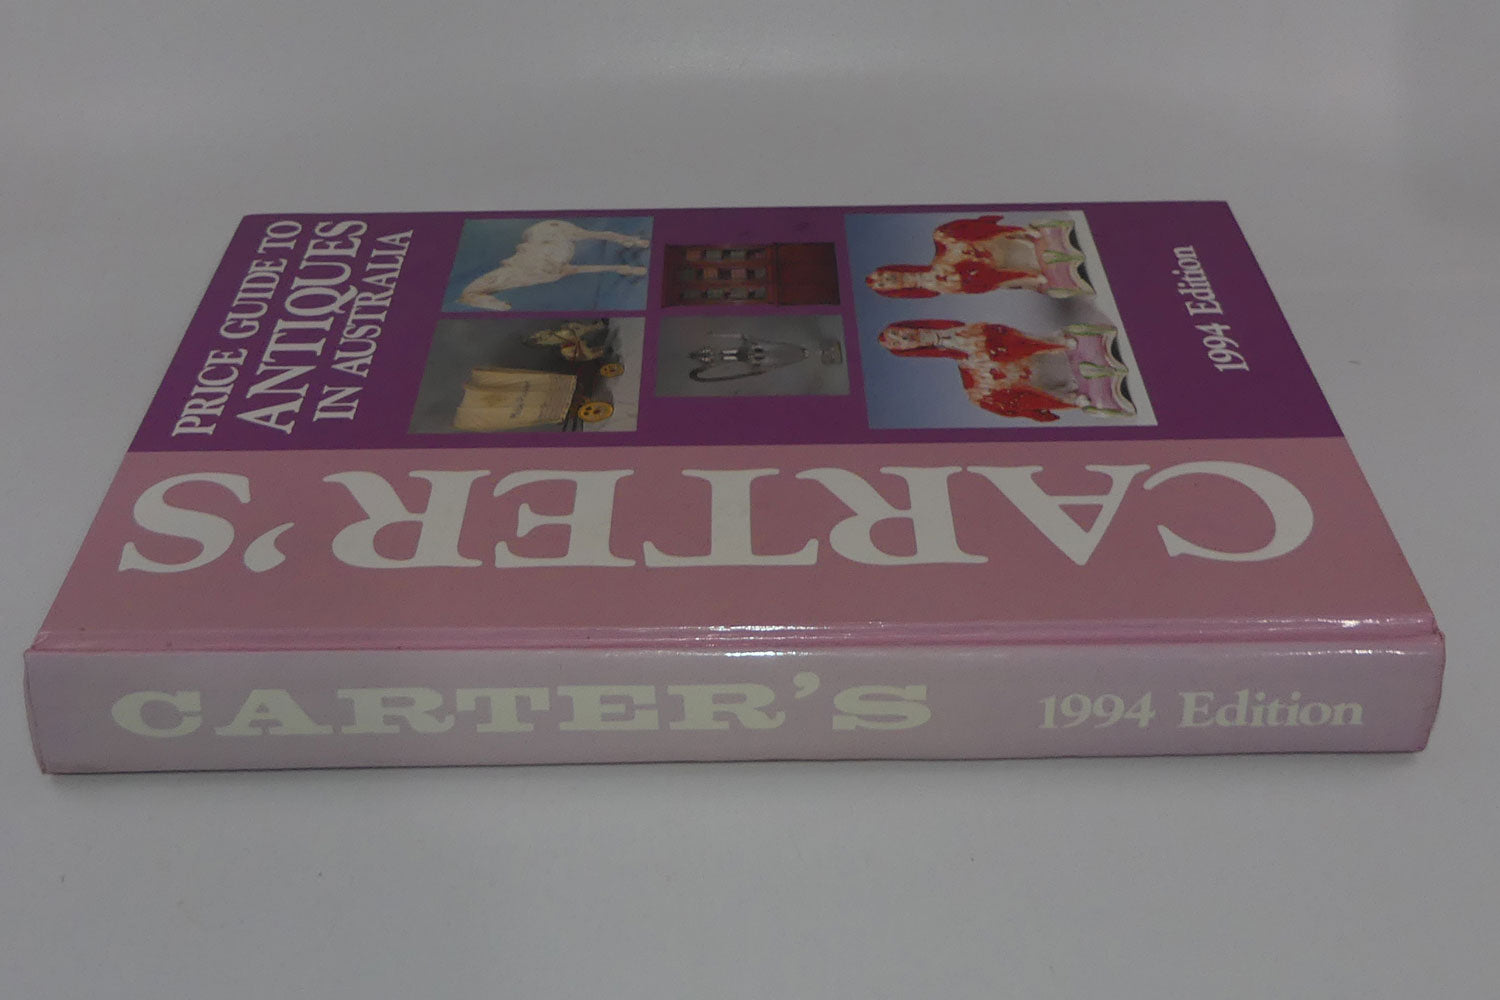 PRICE GUIDE TO
ANTIQUES
IN AUSTRALIA
1994 Edition
CARTER'S
CARTER'S 1994 Edition